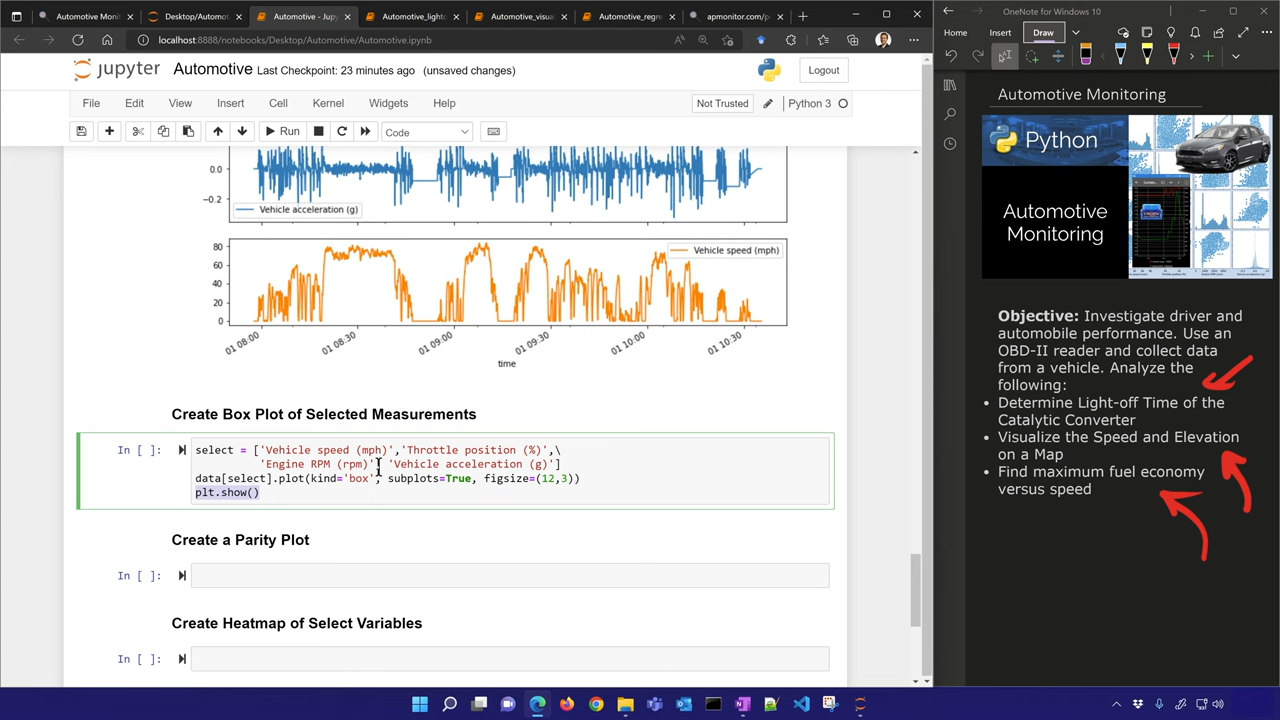 Automotive Monit
Desktop/Automot
Automotive - Jup
Automotive_lightc
Automotive_visua
Automotive_regre
apmonitor.com/p
localhost:8888/notebooks/Desktop/Automotive/Automotive.ipynb
jupyter Automotive Last Checkpoint: 23 minutes ago (unsaved changes)
Logout
File Edit View Insert Cell Kernel Widgets Help
Not Trusted
Python 3
Run
Code
0.0
−0.2
Vehicle acceleration (g)
80
60
40
20
0
Vehicle speed (mph)
01 08:00
01 08:30
01 09:00
01 09:30
01 10:00
01 10:30
time
Create Box Plot of Selected Measurements
In [ ]:
select = ['Vehicle speed (mph)','Throttle position (%)',\
'Engine RPM (rpm)' 'Vehicle acceleration (g)']
data[select].plot(kind='box', subplots=True, figsize=(12,3))
plt.show()
Create a Parity Plot
In [ ]:
Create Heatmap of Select Variables
In [ ]:
OneNote for Windows 10
Home Insert Draw
Automotive Monitoring
Python
Automotive
Monitoring
Objective: Investigate driver and
automobile performance. Use an
OBD-II reader and collect data
from a vehicle. Analyze the
following:
• Determine Light-off Time of the
Catalytic Converter
• Visualize the Speed and Elevation
on a Map
• Find maximum fuel economy
versus speed